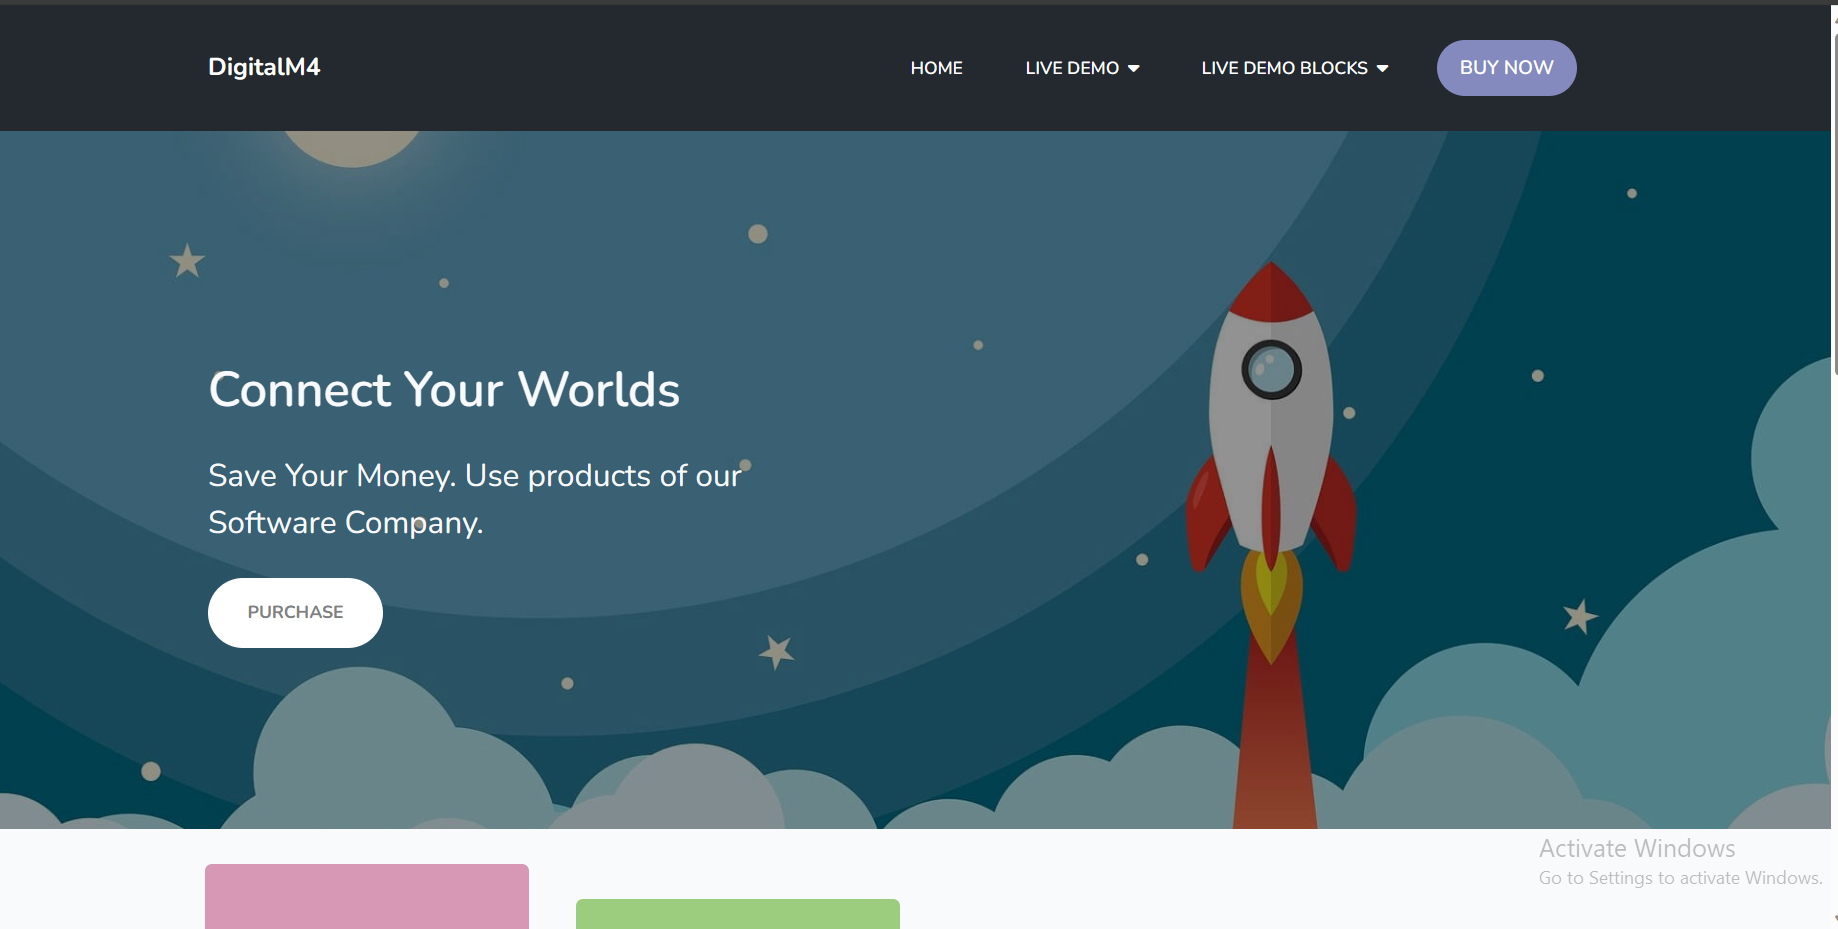 DigitalM4
HOME
LIVE DEMO
LIVE DEMO BLOCKS
BUY NOW
Connect Your Worlds
Save Your Money. Use products of our
Software Company.
PURCHASE
Activate Windows
Go to Settings to activate Windows.